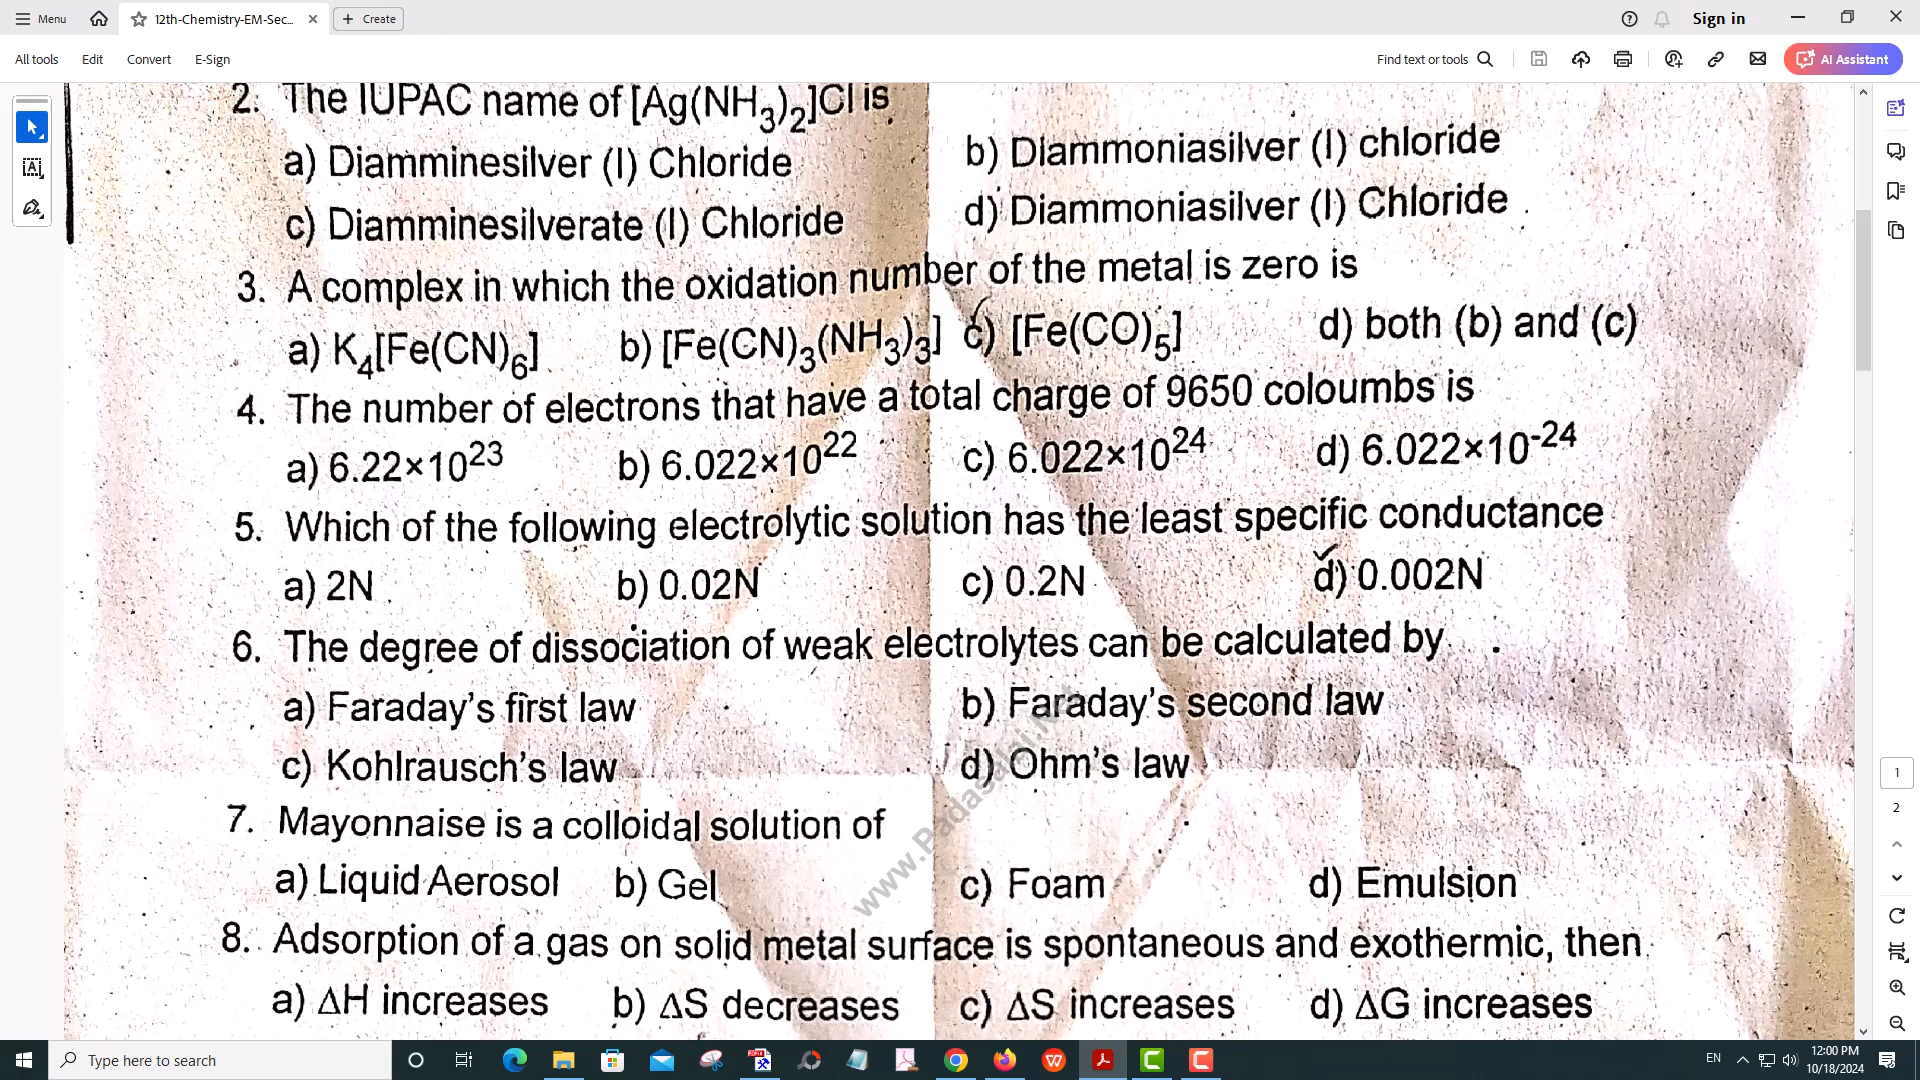 Menu
12th-Chemistry-EM-Sec...
Create
Sign in
All tools Edit Convert E-Sign
Find text or tools
AI Assistant
2. The IUPAC name of [Ag(NH3)2]Cl is
a) Diamminesilver (I) Chloride b) Diammoniasilver (I) chloride
c) Diamminesilverate (I) Chloride d) Diammoniasilver (I) Chloride
3. A complex in which the oxidation number of the metal is zero is
a) K4[Fe(CN)6] b) [Fe(CN)3(NH3)3] c) [Fe(CO)5] d) both (b) and (c)
4. The number of electrons that have a total charge of 9650 coloumbs is
a) 6.22×10^23 b) 6.022×10^22 c) 6.022×10^24 d) 6.022×10^-24
5. Which of the following electrolytic solution has the least specific conductance
a) 2N b) 0.02N c) 0.2N d) 0.002N
6. The degree of dissociation of weak electrolytes can be calculated by
a) Faraday's first law b) Faraday's second law
c) Kohlrausch's law d) Ohm's law
7. Mayonnaise is a colloidal solution of
a) Liquid Aerosol b) Gel c) Foam d) Emulsion
8. Adsorption of a gas on solid metal surface is spontaneous and exothermic, then
a) ΔH increases b) ΔS decreases c) ΔS increases d) ΔG increases
www.Padasalai.Net
1
2
Type here to search
EN
12:00 PM
10/18/2024